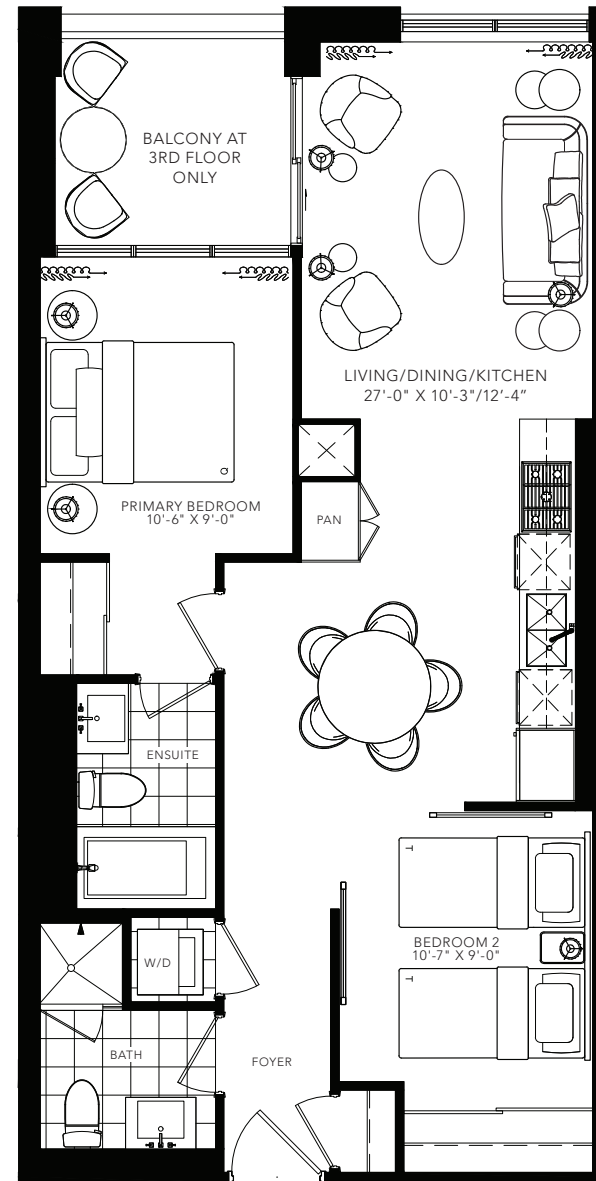 BALCONY AT
3RD FLOOR
ONLY
LIVING/DINING/KITCHEN
27'-0" X 10'-3"/12'-4”
PRIMARY BEDROOM
10'-6" X 9'-0"
PAN
ENSUITE
W/D
BEDROOM 2
10'-7" X 9'-0"
BATH
FOYER